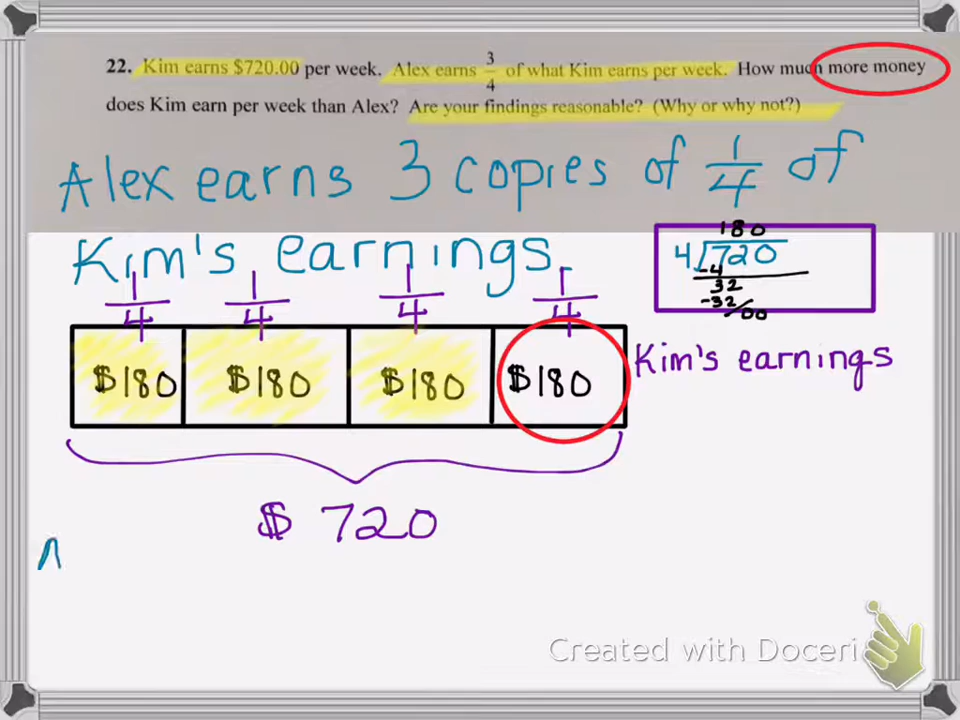 22. Kim earns $720.00 per week. Alex earns 3/4 of what Kim earns per week. How much more money
does Kim earn per week than Alex? Are your findings reasonable? (Why or why not?)
Alex earns 3 copies of 1/4 of
Kim's earnings.
180
4 720
-4
32
-32
00
1/4 1/4 1/4 1/4
$180 $180 $180 $180 Kim's earnings
$ 720
Created with Doceri